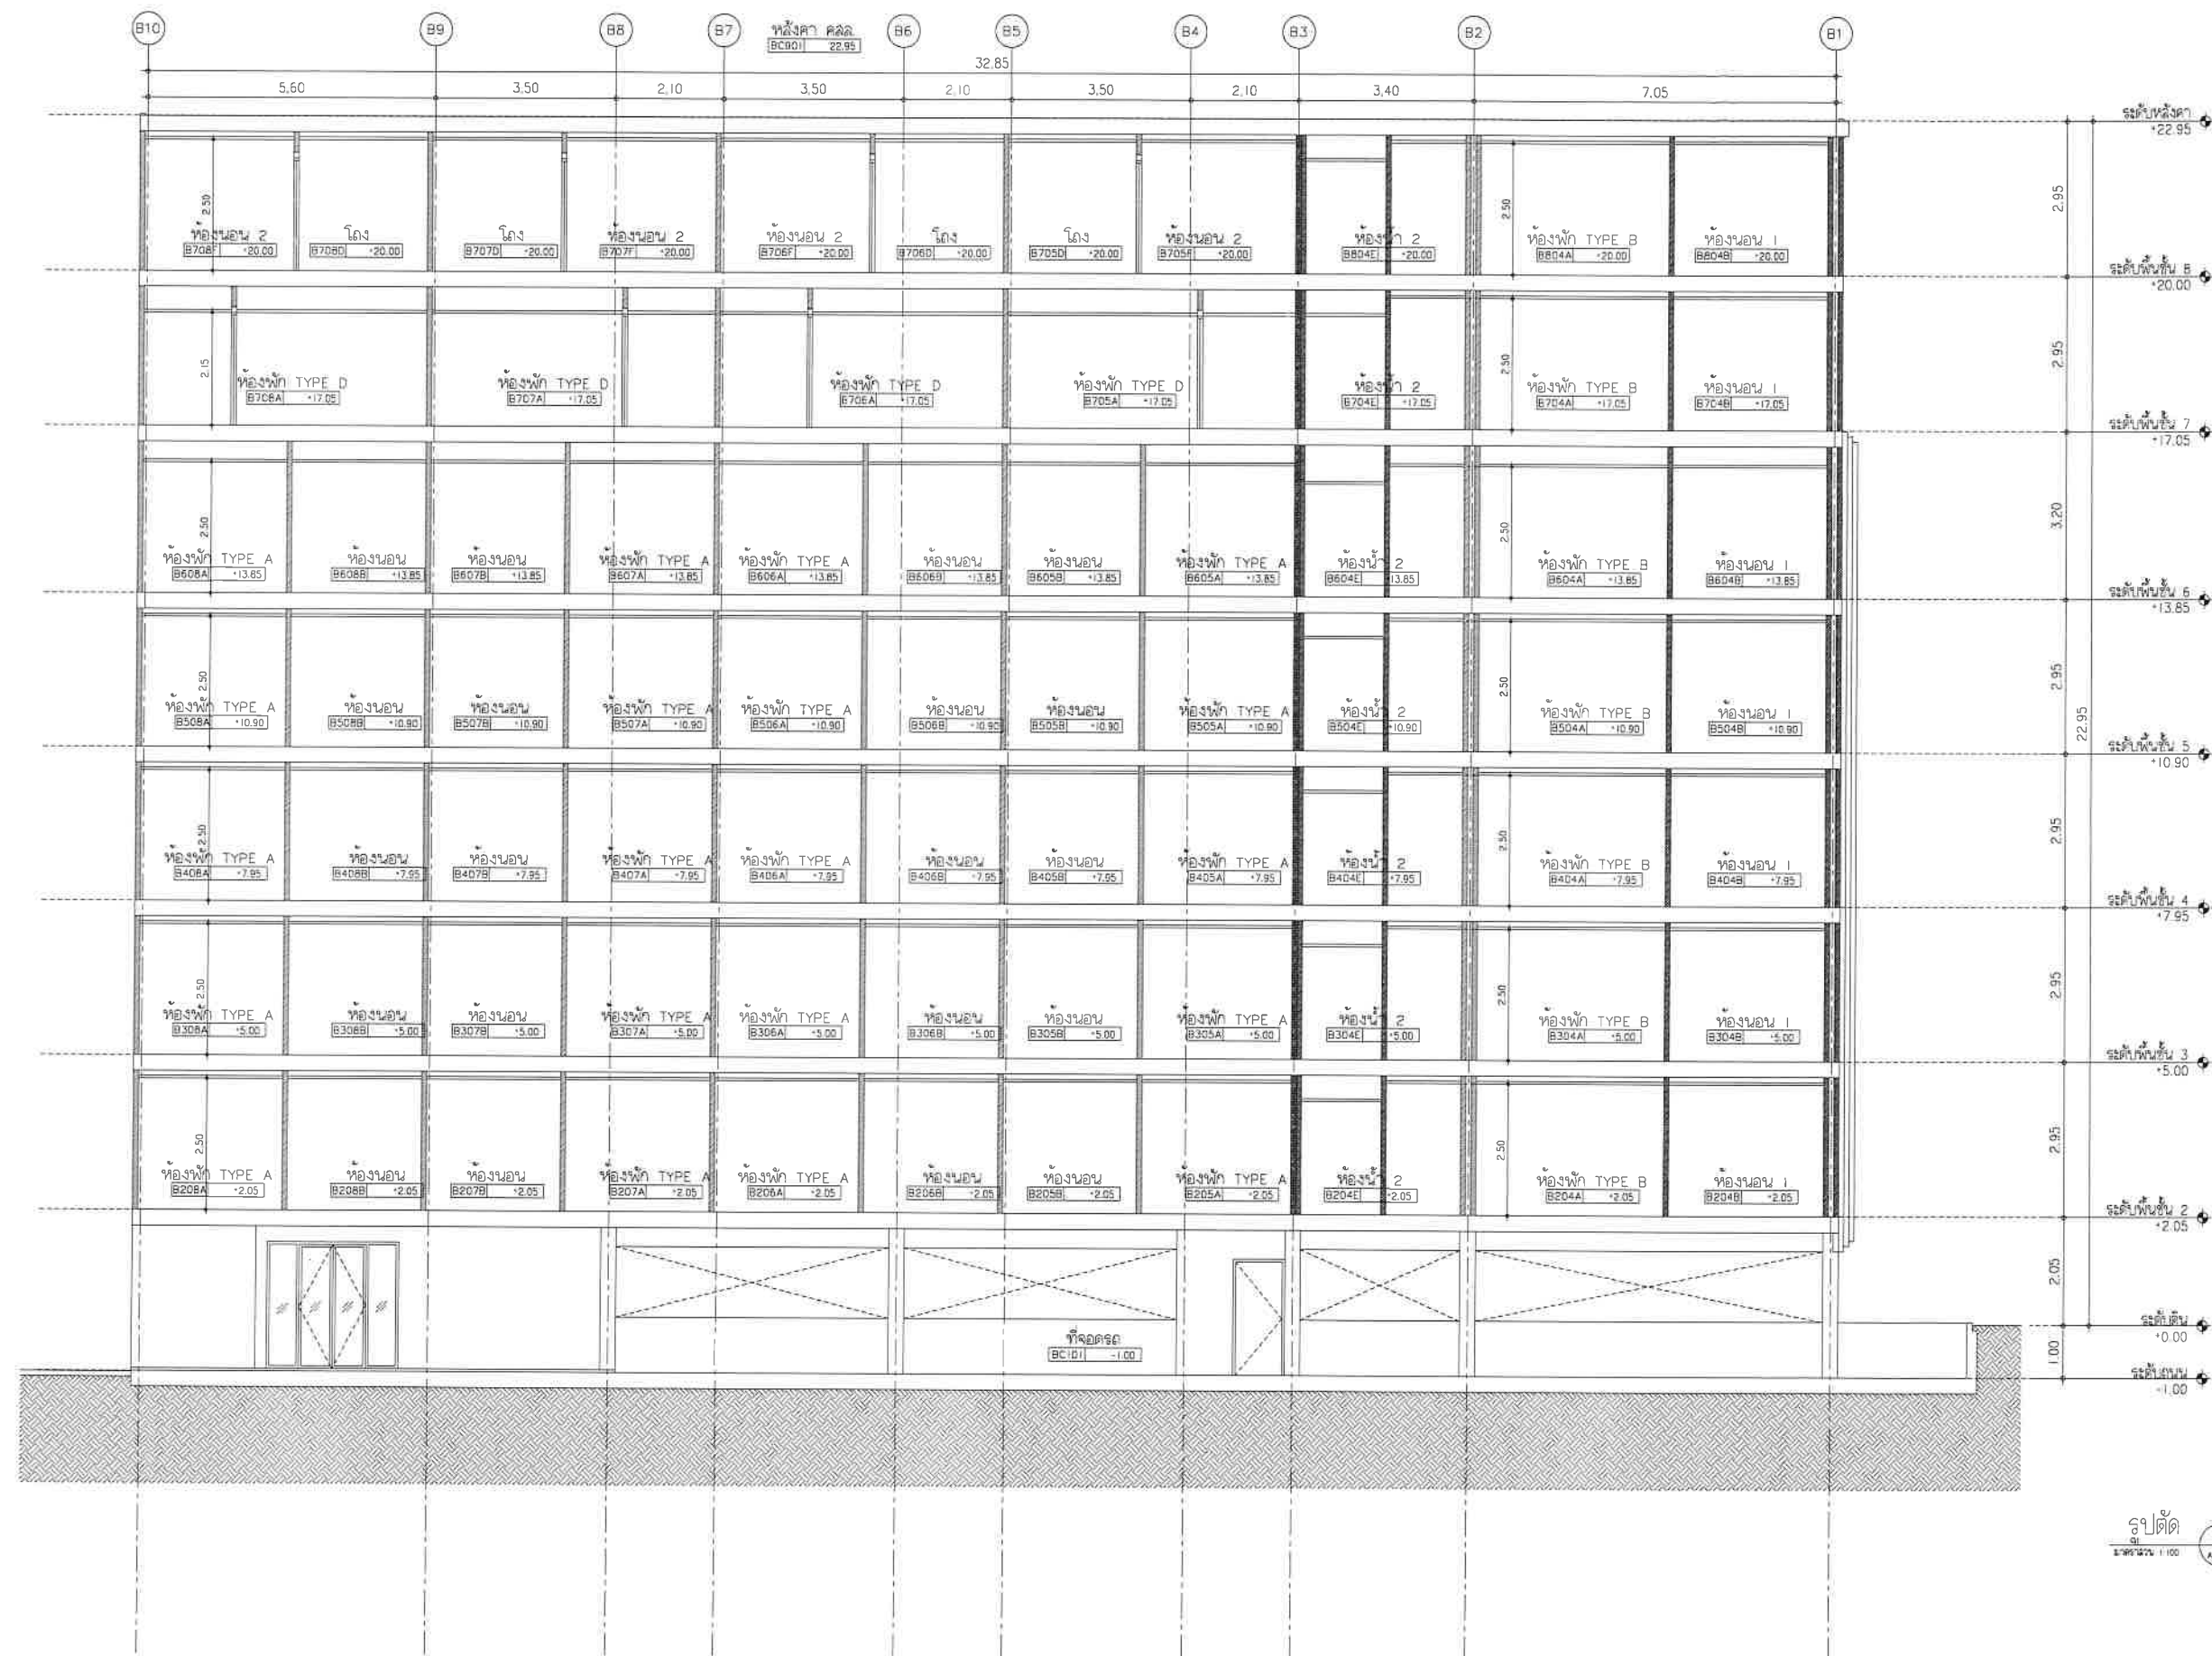 B10 B9 B8 B7 B6 B5 B4 B3 B2 B1
หลังคา คสล.
BC901 22.95
32.85
5.60 3.50 2.10 3.50 2.10 3.50 2.10 3.40 7.05
ระดับหลังคา
+22.95
2.95
2.50 2.50
ห้องนอน 2 โถง โถง ห้องนอน 2 ห้องนอน 2 โถง โถง ห้องนอน 2 ห้องน้ำ 2 ห้องพัก TYPE B ห้องนอน 1
B708F +20.00 B708D +20.00 B707D +20.00 B707F +20.00 B706F +20.00 B706D +20.00 B705D +20.00 B705F +20.00 B804E +20.00 B804A +20.00 B804B +20.00
ระดับพื้นชั้น 8
+20.00
2.95
2.15 2.50
ห้องพัก TYPE D ห้องพัก TYPE D ห้องพัก TYPE D ห้องพัก TYPE D ห้องน้ำ 2 ห้องพัก TYPE B ห้องนอน 1
B708A +17.05 B707A +17.05 B706A +17.05 B705A +17.05 B704E +17.05 B704A +17.05 B704B +17.05
ระดับพื้นชั้น 7
+17.05
3.20
2.50 2.50
ห้องพัก TYPE A ห้องนอน ห้องนอน ห้องพัก TYPE A ห้องพัก TYPE A ห้องนอน ห้องนอน ห้องพัก TYPE A ห้องน้ำ 2 ห้องพัก TYPE B ห้องนอน 1
B608A +13.85 B608B +13.85 B607B +13.85 B607A +13.85 B606A +13.85 B606B +13.85 B605B +13.85 B605A +13.85 B604E +13.85 B604A +13.85 B604B +13.85
ระดับพื้นชั้น 6
+13.85
2.95
2.50 2.50
ห้องพัก TYPE A ห้องนอน ห้องนอน ห้องพัก TYPE A ห้องพัก TYPE A ห้องนอน ห้องนอน ห้องพัก TYPE A ห้องน้ำ 2 ห้องพัก TYPE B ห้องนอน 1
B508A +10.90 B508B +10.90 B507B +10.90 B507A +10.90 B506A +10.90 B506B +10.90 B505B +10.90 B505A +10.90 B504E +10.90 B504A +10.90 B504B +10.90
22.95
ระดับพื้นชั้น 5
+10.90
2.95
2.50 2.50
ห้องพัก TYPE A ห้องนอน ห้องนอน ห้องพัก TYPE A ห้องพัก TYPE A ห้องนอน ห้องนอน ห้องพัก TYPE A ห้องน้ำ 2 ห้องพัก TYPE B ห้องนอน 1
B408A +7.95 B408B +7.95 B407B +7.95 B407A +7.95 B406A +7.95 B406B +7.95 B405B +7.95 B405A +7.95 B404E +7.95 B404A +7.95 B404B +7.95
ระดับพื้นชั้น 4
+7.95
2.95
2.50 2.50
ห้องพัก TYPE A ห้องนอน ห้องนอน ห้องพัก TYPE A ห้องพัก TYPE A ห้องนอน ห้องนอน ห้องพัก TYPE A ห้องน้ำ 2 ห้องพัก TYPE B ห้องนอน 1
B308A +5.00 B308B +5.00 B307B +5.00 B307A +5.00 B306A +5.00 B306B +5.00 B305B +5.00 B305A +5.00 B304E +5.00 B304A +5.00 B304B +5.00
ระดับพื้นชั้น 3
+5.00
2.95
2.50 2.50
ห้องพัก TYPE A ห้องนอน ห้องนอน ห้องพัก TYPE A ห้องพัก TYPE A ห้องนอน ห้องนอน ห้องพัก TYPE A ห้องน้ำ 2 ห้องพัก TYPE B ห้องนอน 1
B208A +2.05 B208B +2.05 B207B +2.05 B207A +2.05 B206A +2.05 B206B +2.05 B205B +2.05 B205A +2.05 B204E +2.05 B204A +2.05 B204B +2.05
ระดับพื้นชั้น 2
+2.05
2.05
ระดับดิน
+0.00
ที่จอดรถ
BC101 -1.00
1.00
ระดับถนน
-1.00
รูปตัด
มาตราส่วน 1:100